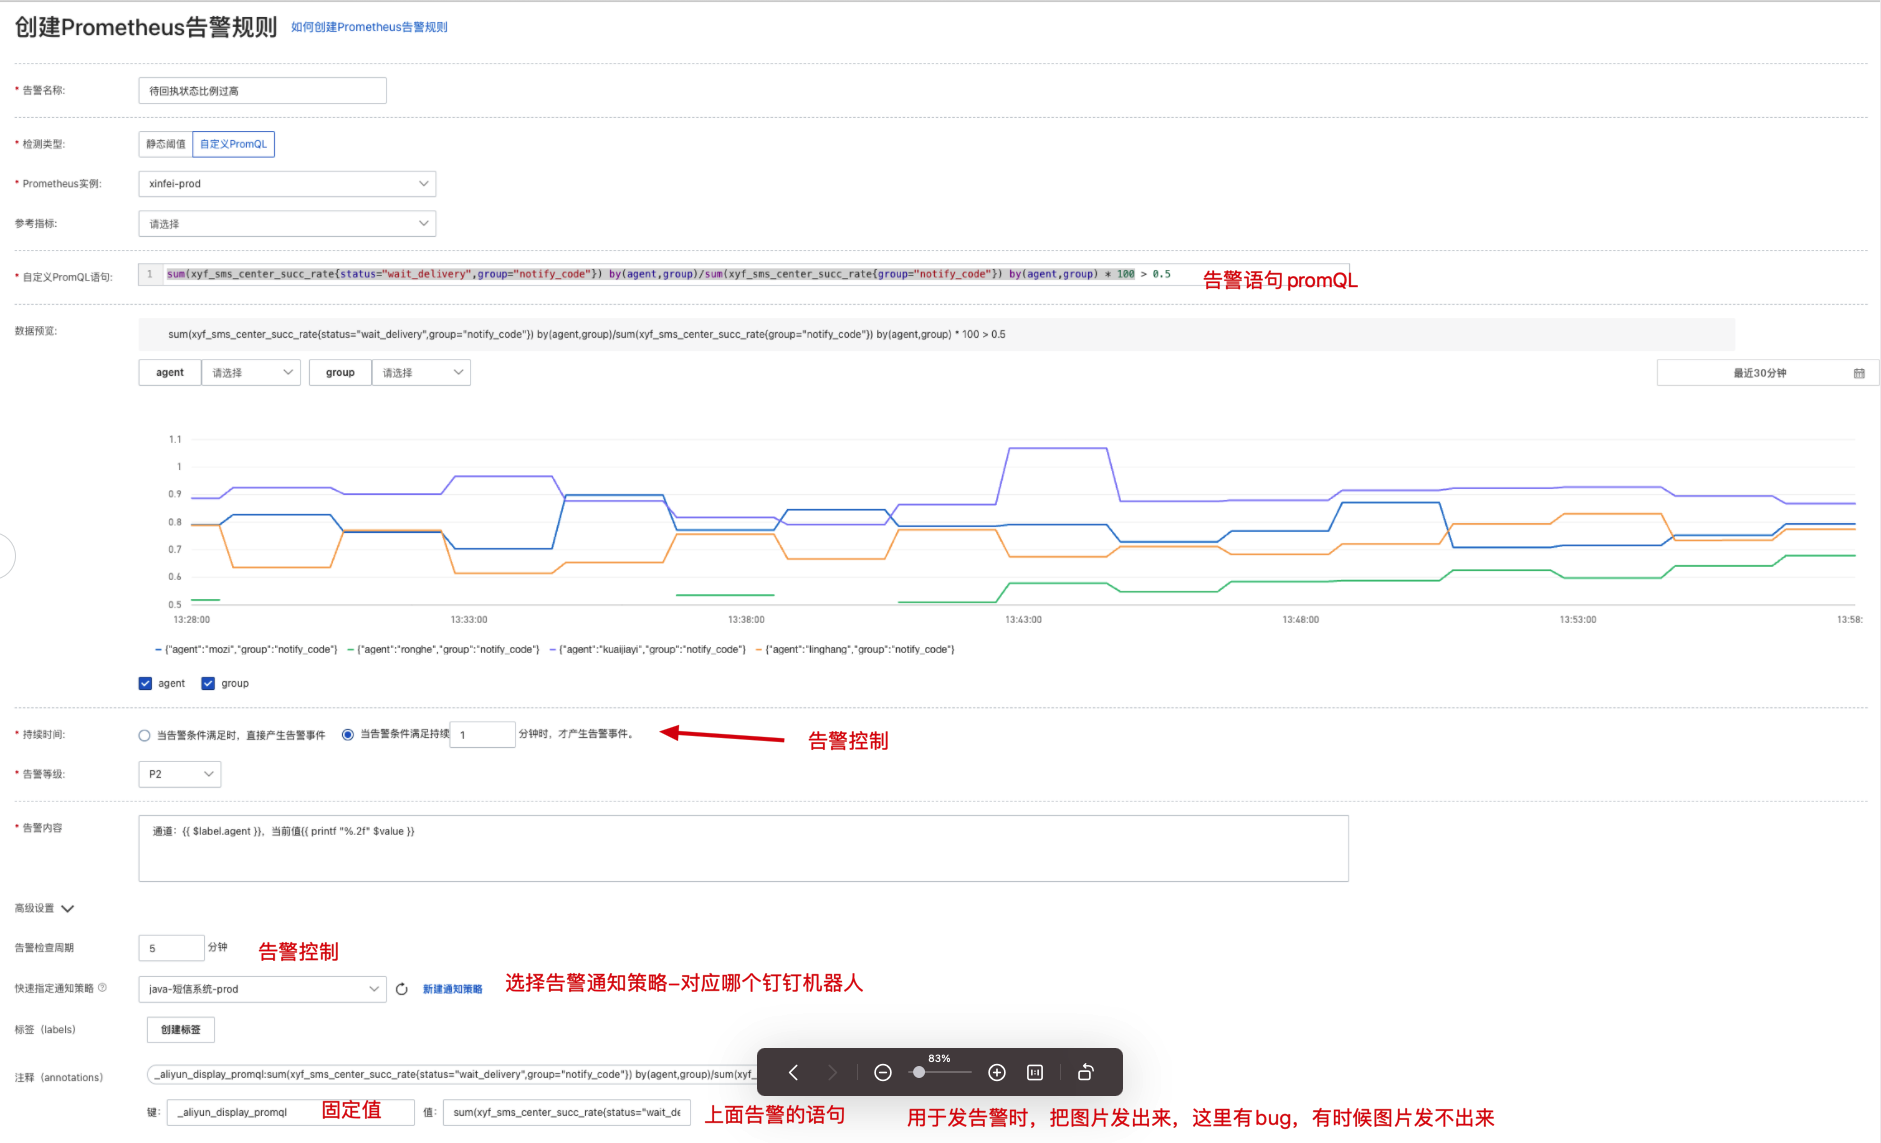 创建Prometheus告警规则 如何创建Prometheus告警规则
* 告警名称: 待回执状态比例过高
* 检测类型: 静态阈值 自定义PromQL
* Prometheus实例: xinfei-prod
参考指标: 请选择
* 自定义PromQL语句: 1 sum(xyf_sms_center_succ_rate{status="wait_delivery",group="notify_code"}) by(agent,group)/sum(xyf_sms_center_succ_rate{group="notify_code"}) by(agent,group) * 100 > 0.5
告警语句promQL
数据预览: sum(xyf_sms_center_succ_rate{status="wait_delivery",group="notify_code"}) by(agent,group)/sum(xyf_sms_center_succ_rate{group="notify_code"}) by(agent,group) * 100 > 0.5
agent 请选择 group 请选择 最近30分钟
1.1
1
0.9
0.8
0.7
0.6
0.5
13:28:00 13:33:00 13:38:00 13:43:00 13:48:00 13:53:00 13:58:
{"agent":"mozi","group":"notify_code"} {"agent":"ronghe","group":"notify_code"} {"agent":"kuaijiayi","group":"notify_code"} {"agent":"linghang","group":"notify_code"}
agent group
* 持续时间: 当告警条件满足时，直接产生告警事件 当告警条件满足持续 1 分钟时，才产生告警事件。 告警控制
* 告警等级: P2
* 告警内容 通道：{{ $label.agent }}，当前值{{ printf "%.2f" $value }}
高级设置
告警检查周期 5 分钟 告警控制
快速指定通知策略 java-短信系统-prod 新建通知策略 选择告警通知策略-对应哪个钉钉机器人
标签（labels） 创建标签
83%
注释（annotations） _aliyun_display_promql:sum(xyf_sms_center_succ_rate{status="wait_delivery",group="notify_code"}) by(agent,group)/sum(xyf_
键: _aliyun_display_promql 固定值 值: sum(xyf_sms_center_succ_rate{status="wait_de 上面告警的语句 用于发告警时，把图片发出来，这里有bug，有时候图片发不出来